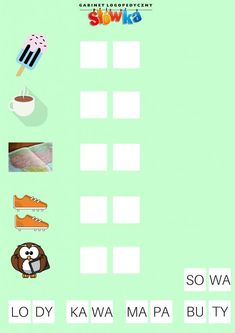 GABINET LOGOPEDYCZNY
Słówka
SO WA
LO DY KA WA MA PA BU TY